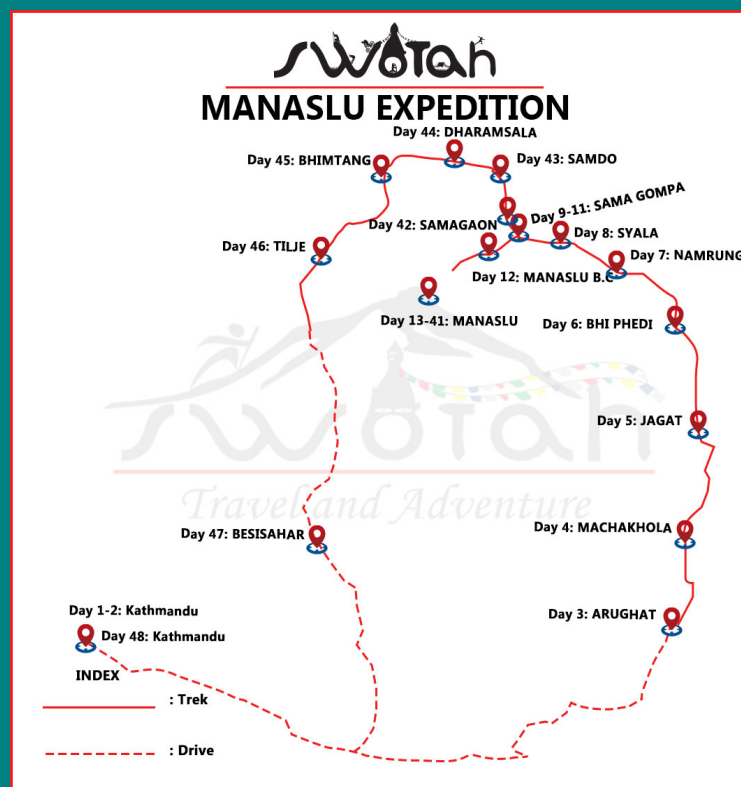 SWOTAH
MANASLU EXPEDITION
Day 44: DHARAMSALA
Day 45: BHIMTANG
Day 43: SAMDO
Day 9-11: SAMA GOMPA
Day 42: SAMAGAON
Day 8: SYALA
Day 46: TILJE
Day 7: NAMRUNG
Day 12: MANASLU B.C
Day 13-41: MANASLU
Day 6: BHI PHEDI
SWOTAH
Day 5: JAGAT
Travel and Adventure
Day 47: BESISAHAR
Day 4: MACHAKHOLA
Day 1-2: Kathmandu
Day 3: ARUGHAT
Day 48: Kathmandu
INDEX
: Trek
: Drive